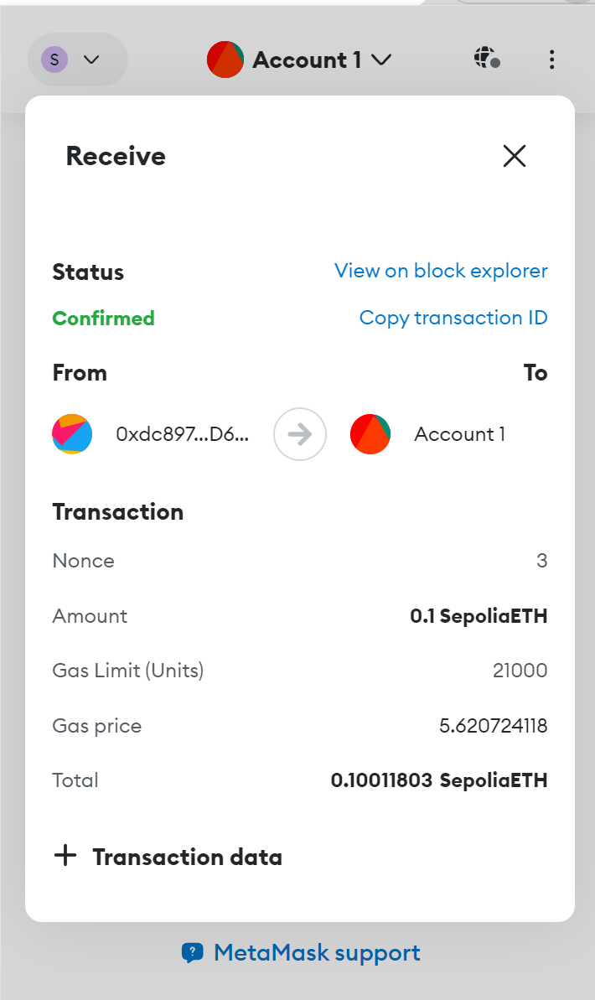 S
Account 1
Receive
Status
View on block explorer
Confirmed
Copy transaction ID
From
To
0xdc897...D6...
Account 1
Transaction
Nonce
3
Amount
0.1 SepoliaETH
Gas Limit (Units)
21000
Gas price
5.620724118
Total
0.10011803 SepoliaETH
+ Transaction data
? MetaMask support